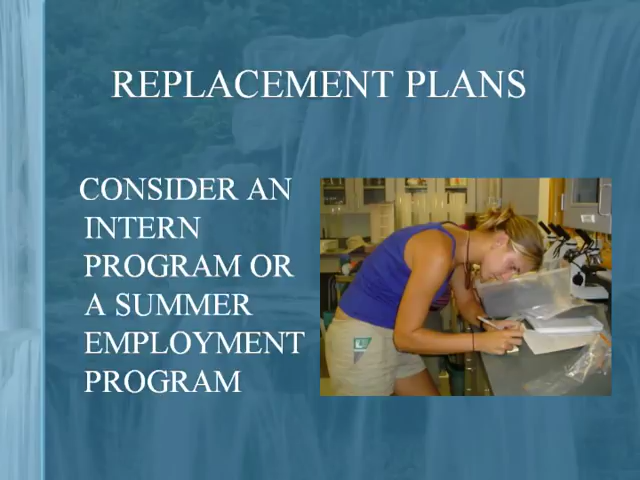 REPLACEMENT PLANS
CONSIDER AN
INTERN
PROGRAM OR
A SUMMER
EMPLOYMENT
PROGRAM